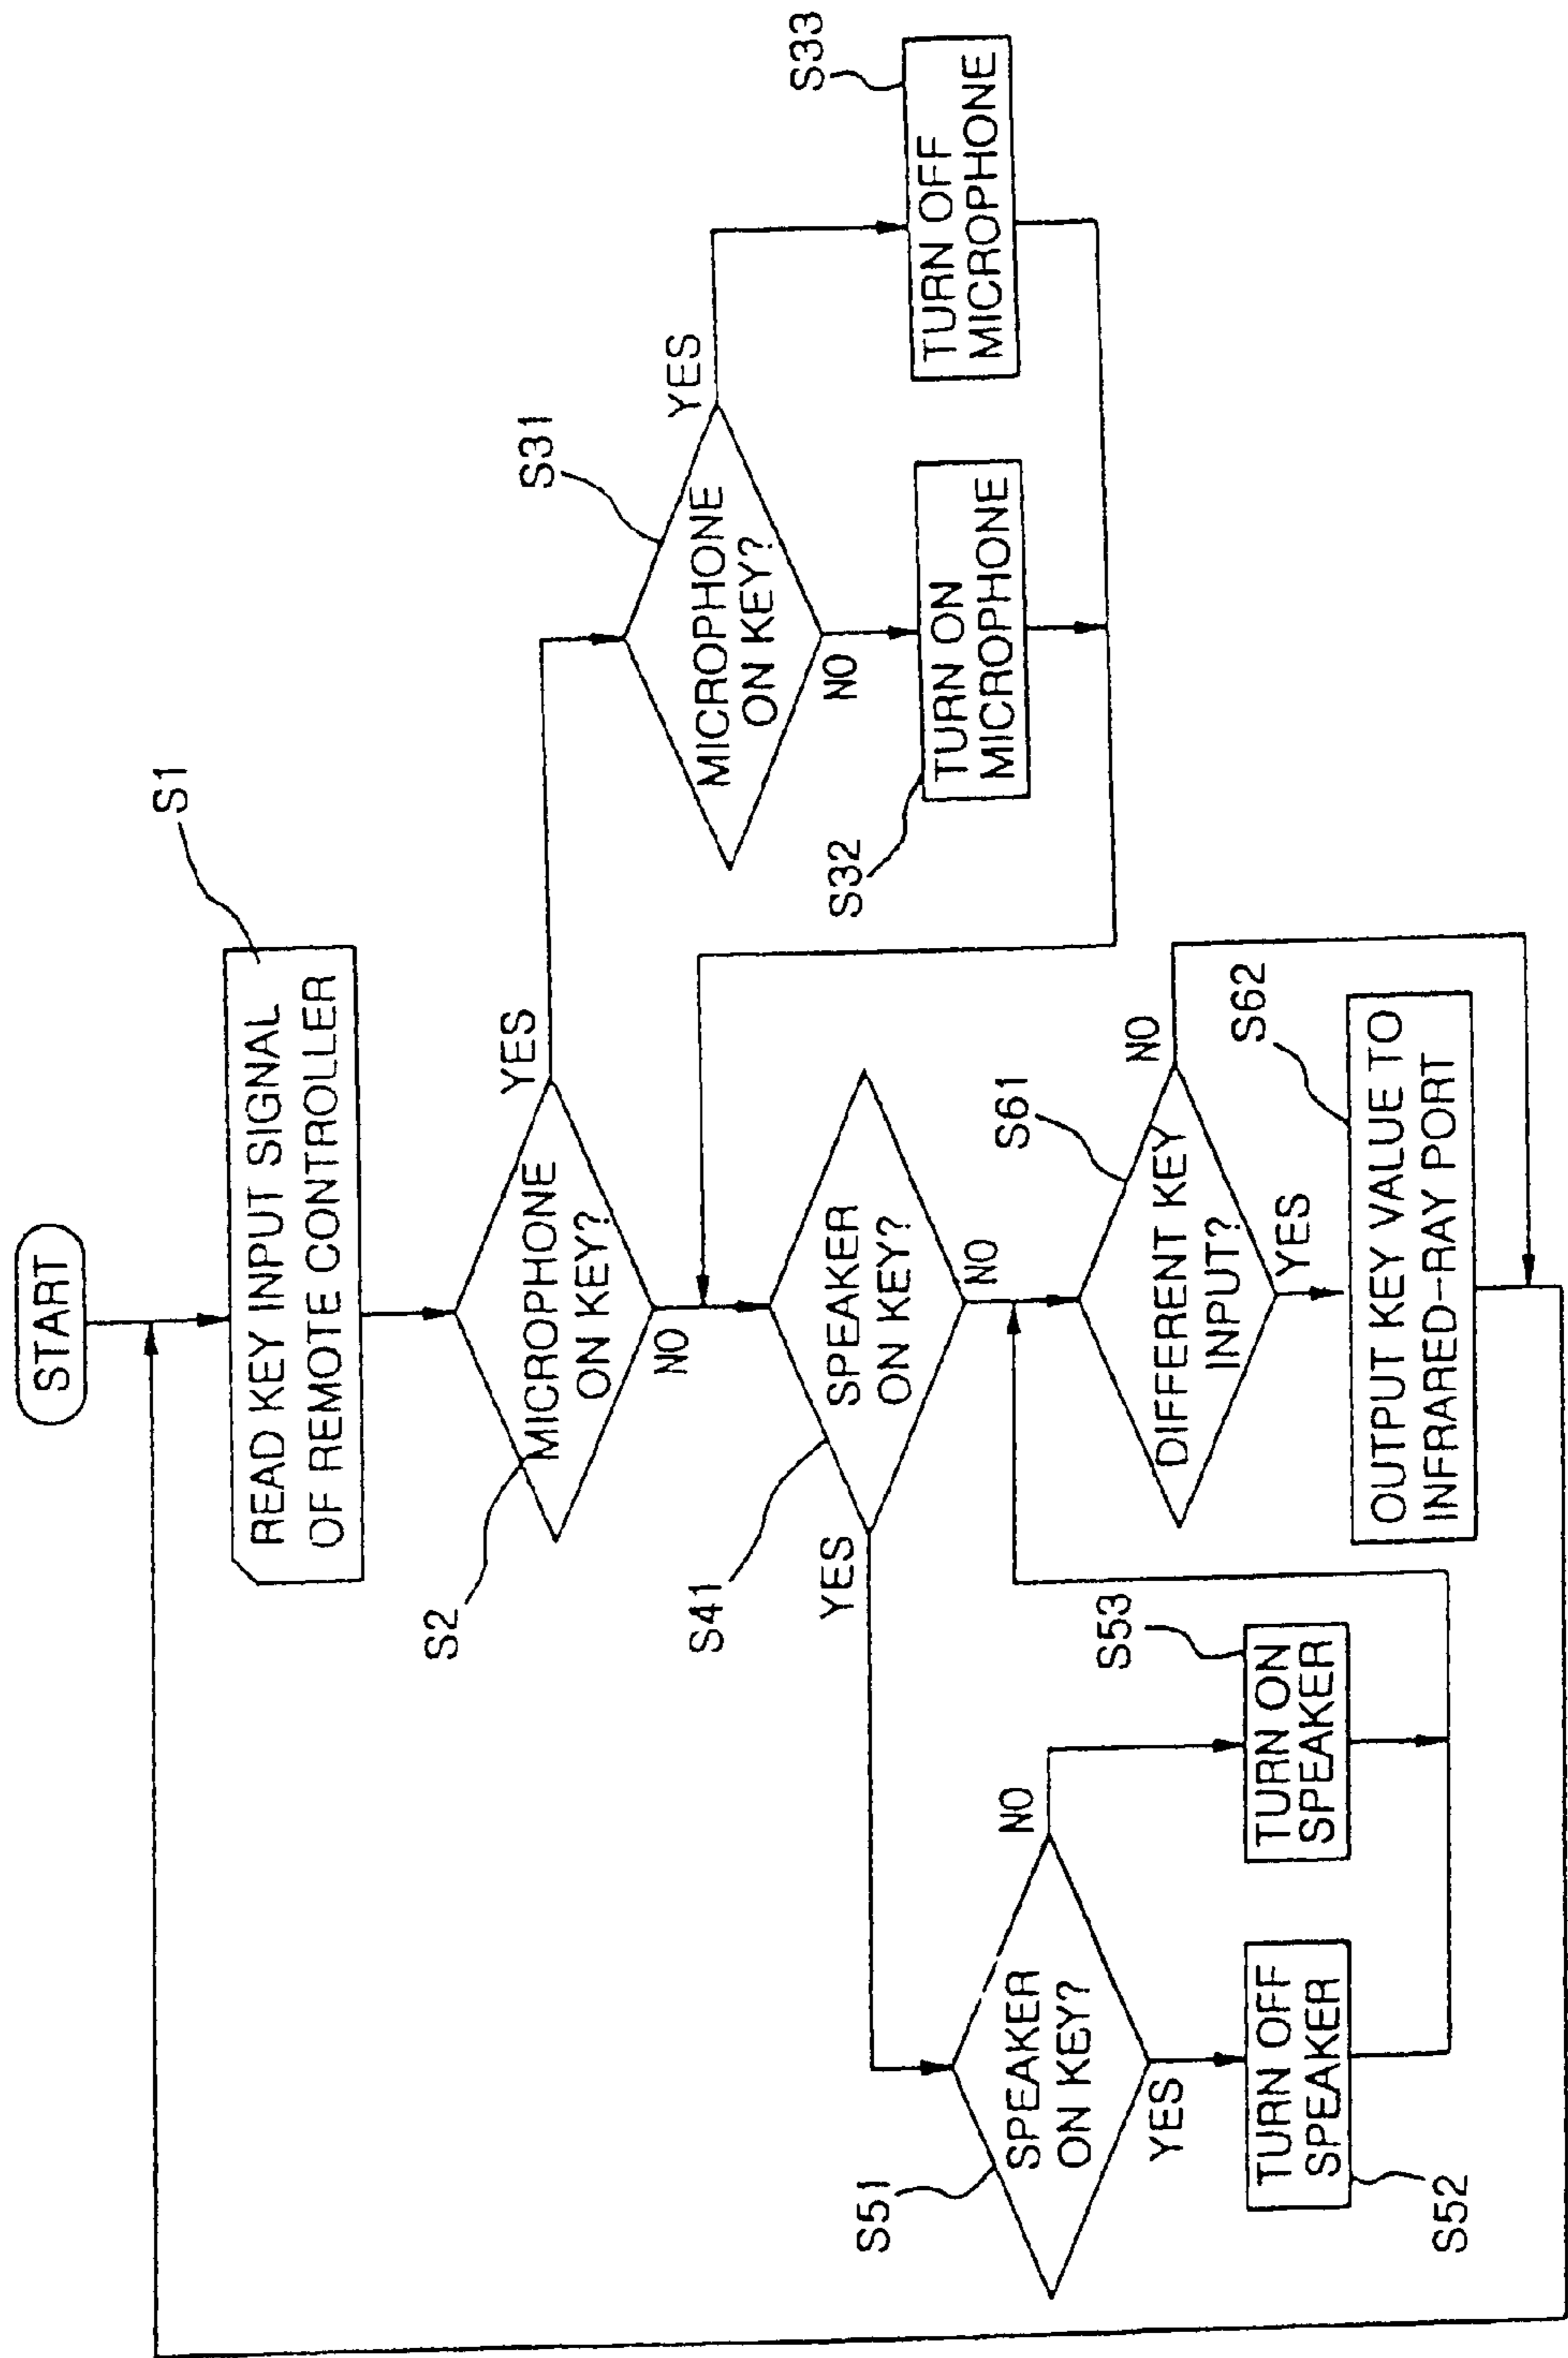 START
S1
READ KEY INPUT SIGNAL
OF REMOTE CONTROLLER
S2
MICROPHONE
ON KEY?
YES
NO
S31
MICROPHONE
ON KEY?
YES
NO
S32
TURN ON
MICROPHONE
S33
TURN OFF
MICROPHONE
S41
SPEAKER
ON KEY?
YES
NO
S51
SPEAKER
ON KEY?
NO
YES
S52
TURN OFF
SPEAKER
S53
TURN ON
SPEAKER
S61
DIFFERENT KEY
INPUT?
NO
YES
S62
OUTPUT KEY VALUE TO
INFRARED-RAY PORT